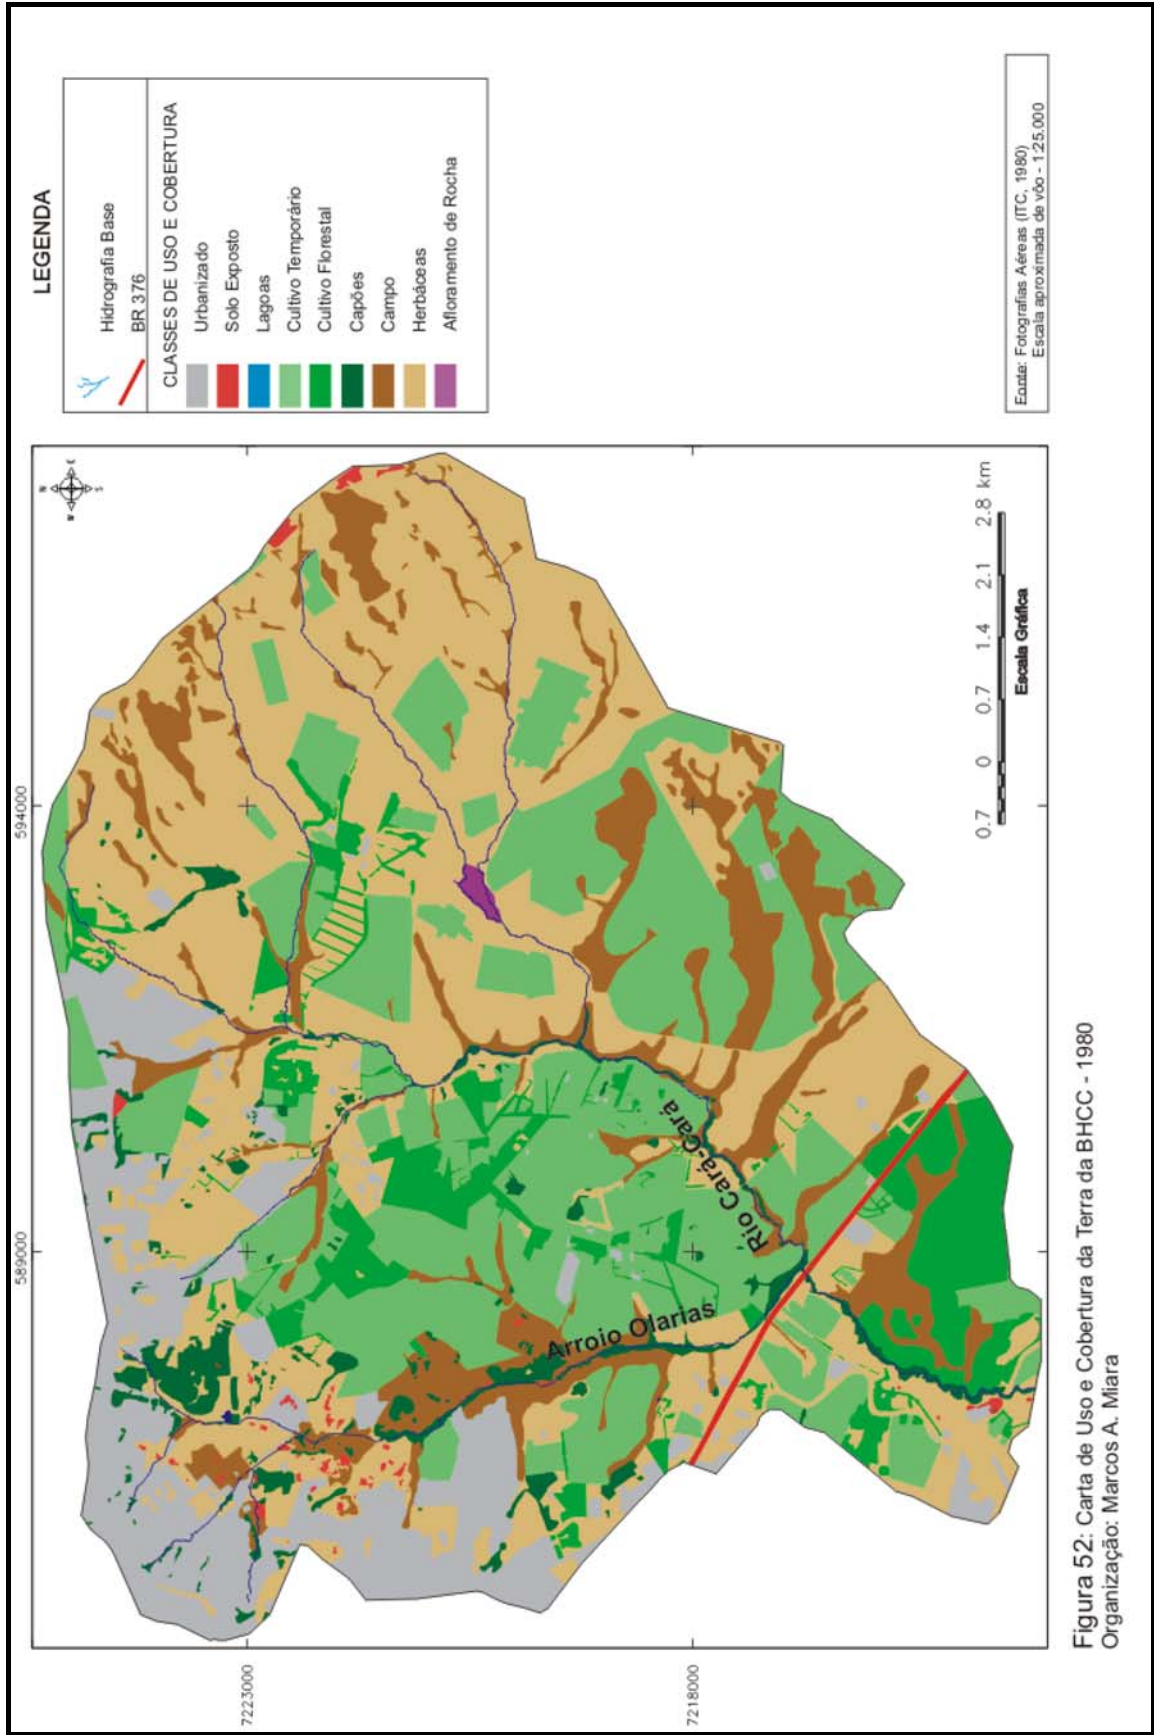 LEGENDA
Hidrografia Base
BR 376
CLASSES DE USO E COBERTURA
Urbanizado
Solo Exposto
Lagoas
Cultivo Temporário
Cultivo Florestal
Capões
Campo
Herbáceas
Afloramento de Rocha
589000
594000
7223000
7218000
N
W
E
S
Rio Cará-Cará
Arroio Olarias
0.7 0 0.7 1.4 2.1 2.8 km
Escala Gráfica
Fonte: Fotografias Aéreas (ITC, 1980)
Escala aproximada de vôo - 1:25.000
Figura 52: Carta de Uso e Cobertura da Terra da BHCC - 1980
Organização: Marcos A. Miara